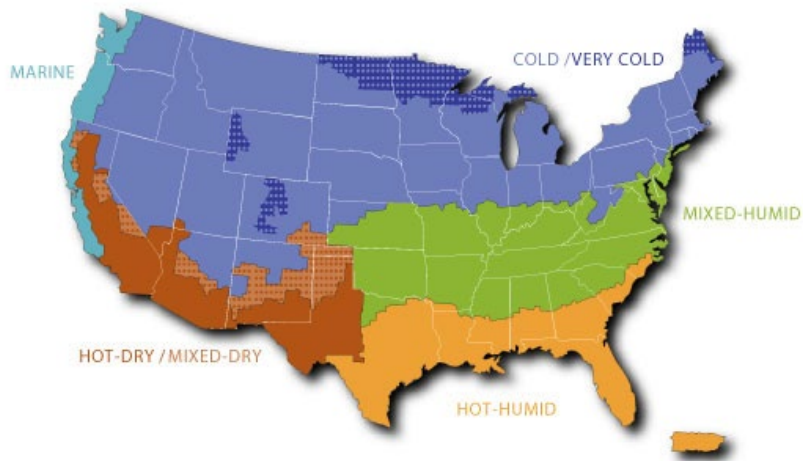 COLD /VERY COLD
MARINE
MIXED-HUMID
HOT-DRY / MIXED-DRY
HOT-HUMID